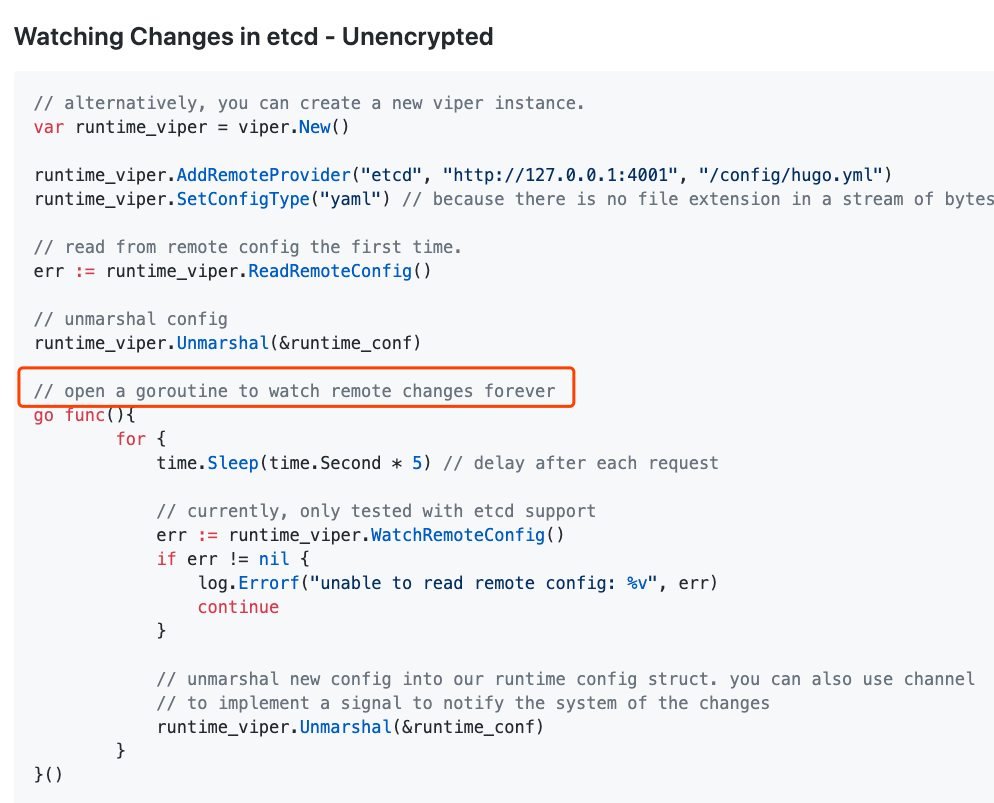 Watching Changes in etcd - Unencrypted
// alternatively, you can create a new viper instance.
var runtime_viper = viper.New()
runtime_viper.AddRemoteProvider("etcd", "http://127.0.0.1:4001", "/config/hugo.yml")
runtime_viper.SetConfigType("yaml") // because there is no file extension in a stream of bytes
// read from remote config the first time.
err := runtime_viper.ReadRemoteConfig()
// unmarshal config
runtime_viper.Unmarshal(&runtime_conf)
// open a goroutine to watch remote changes forever
go func(){
for {
time.Sleep(time.Second * 5) // delay after each request
// currently, only tested with etcd support
err := runtime_viper.WatchRemoteConfig()
if err != nil {
log.Errorf("unable to read remote config: %v", err)
continue
}
// unmarshal new config into our runtime config struct. you can also use channel
// to implement a signal to notify the system of the changes
runtime_viper.Unmarshal(&runtime_conf)
}
}()